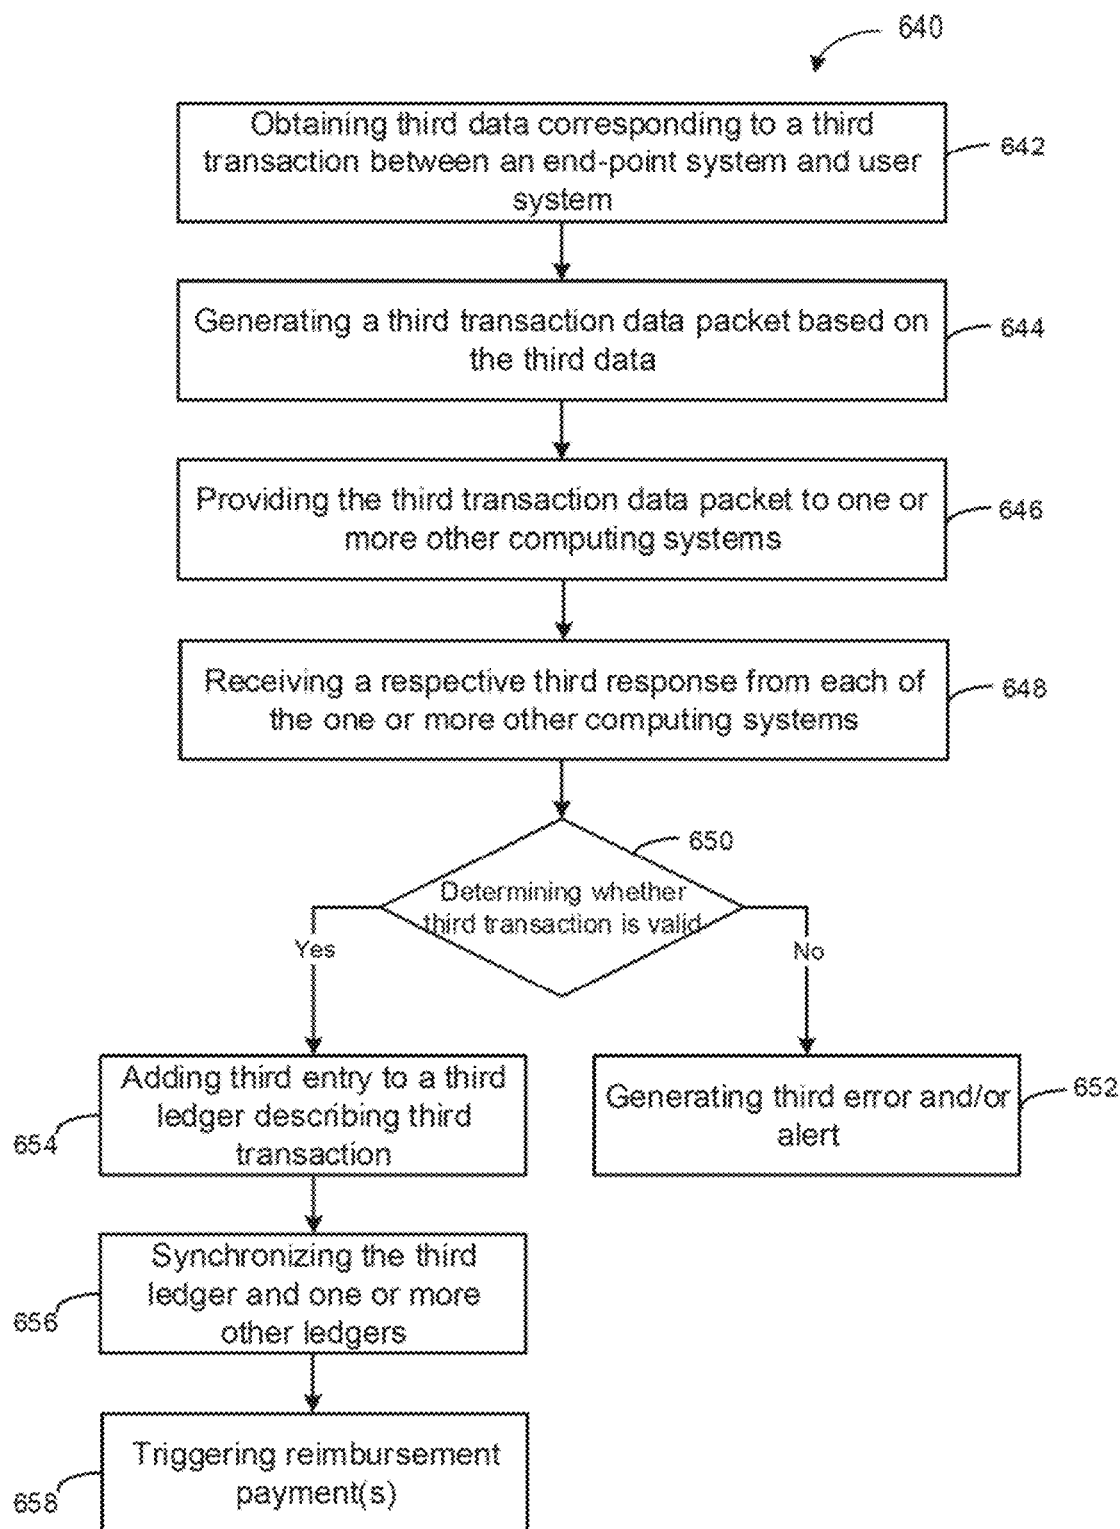 640
Obtaining third data corresponding to a third
transaction between an end-point system and user
system
642
Generating a third transaction data packet based on
the third data
644
Providing the third transaction data packet to one or
more other computing systems
646
Receiving a respective third response from each of
the one or more other computing systems
648
650
Determining whether
third transaction is valid
Yes
No
Adding third entry to a third
ledger describing third
transaction
654
Generating third error and/or
alert
652
Synchronizing the third
ledger and one or more
other ledgers
656
Triggering reimbursement
payment(s)
658